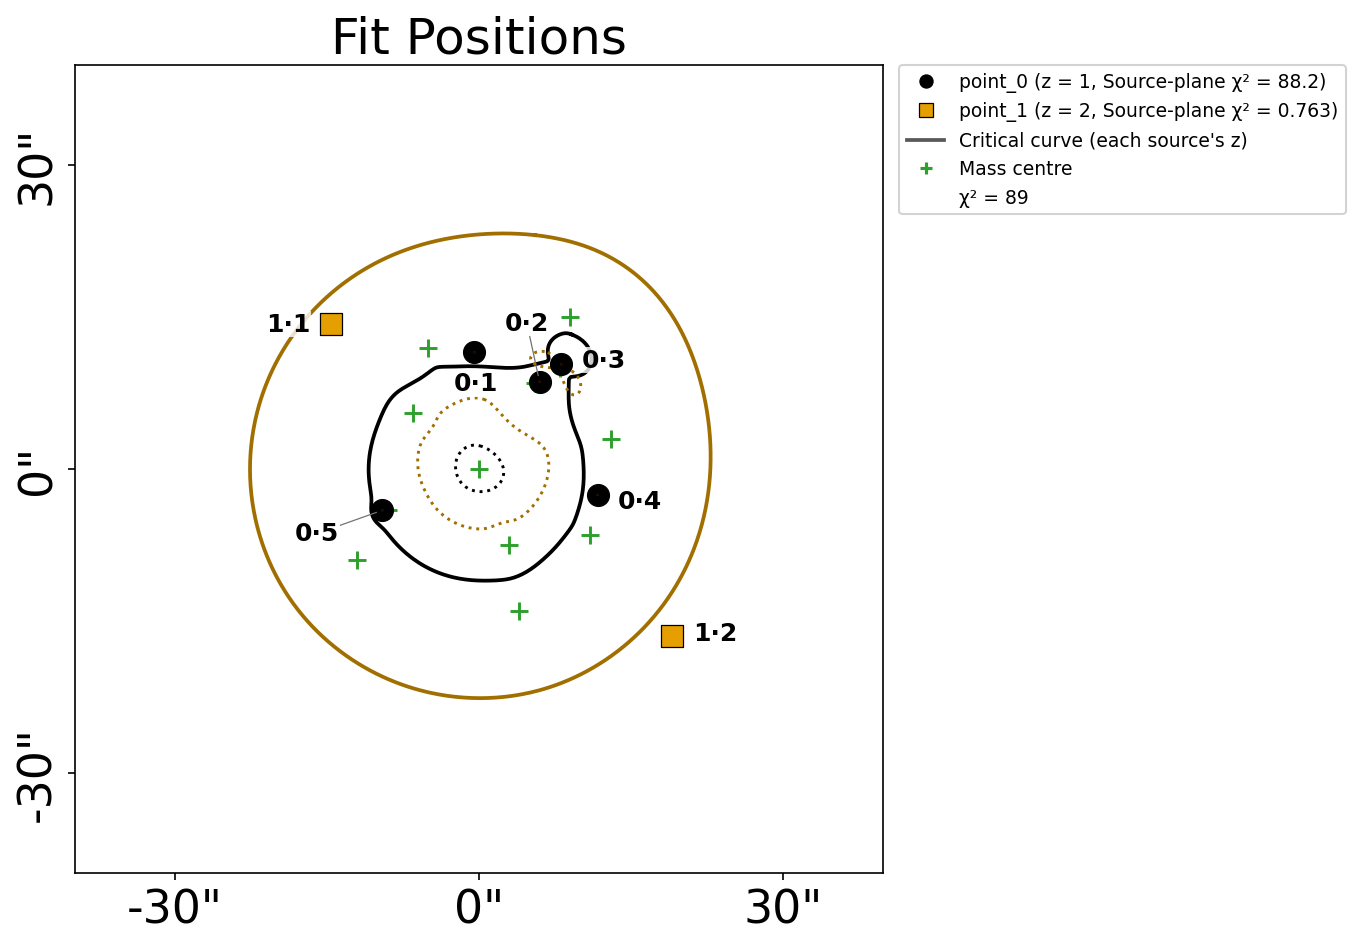 Fit Positions
point_0 (z = 1, Source-plane χ² = 88.2)
point_1 (z = 2, Source-plane χ² = 0.763)
Critical curve (each source's z)
Mass centre
χ² = 89
30"
0"
-30"
1·1
0·2
0·3
0·1
0·4
0·5
1·2
-30"
0"
30"